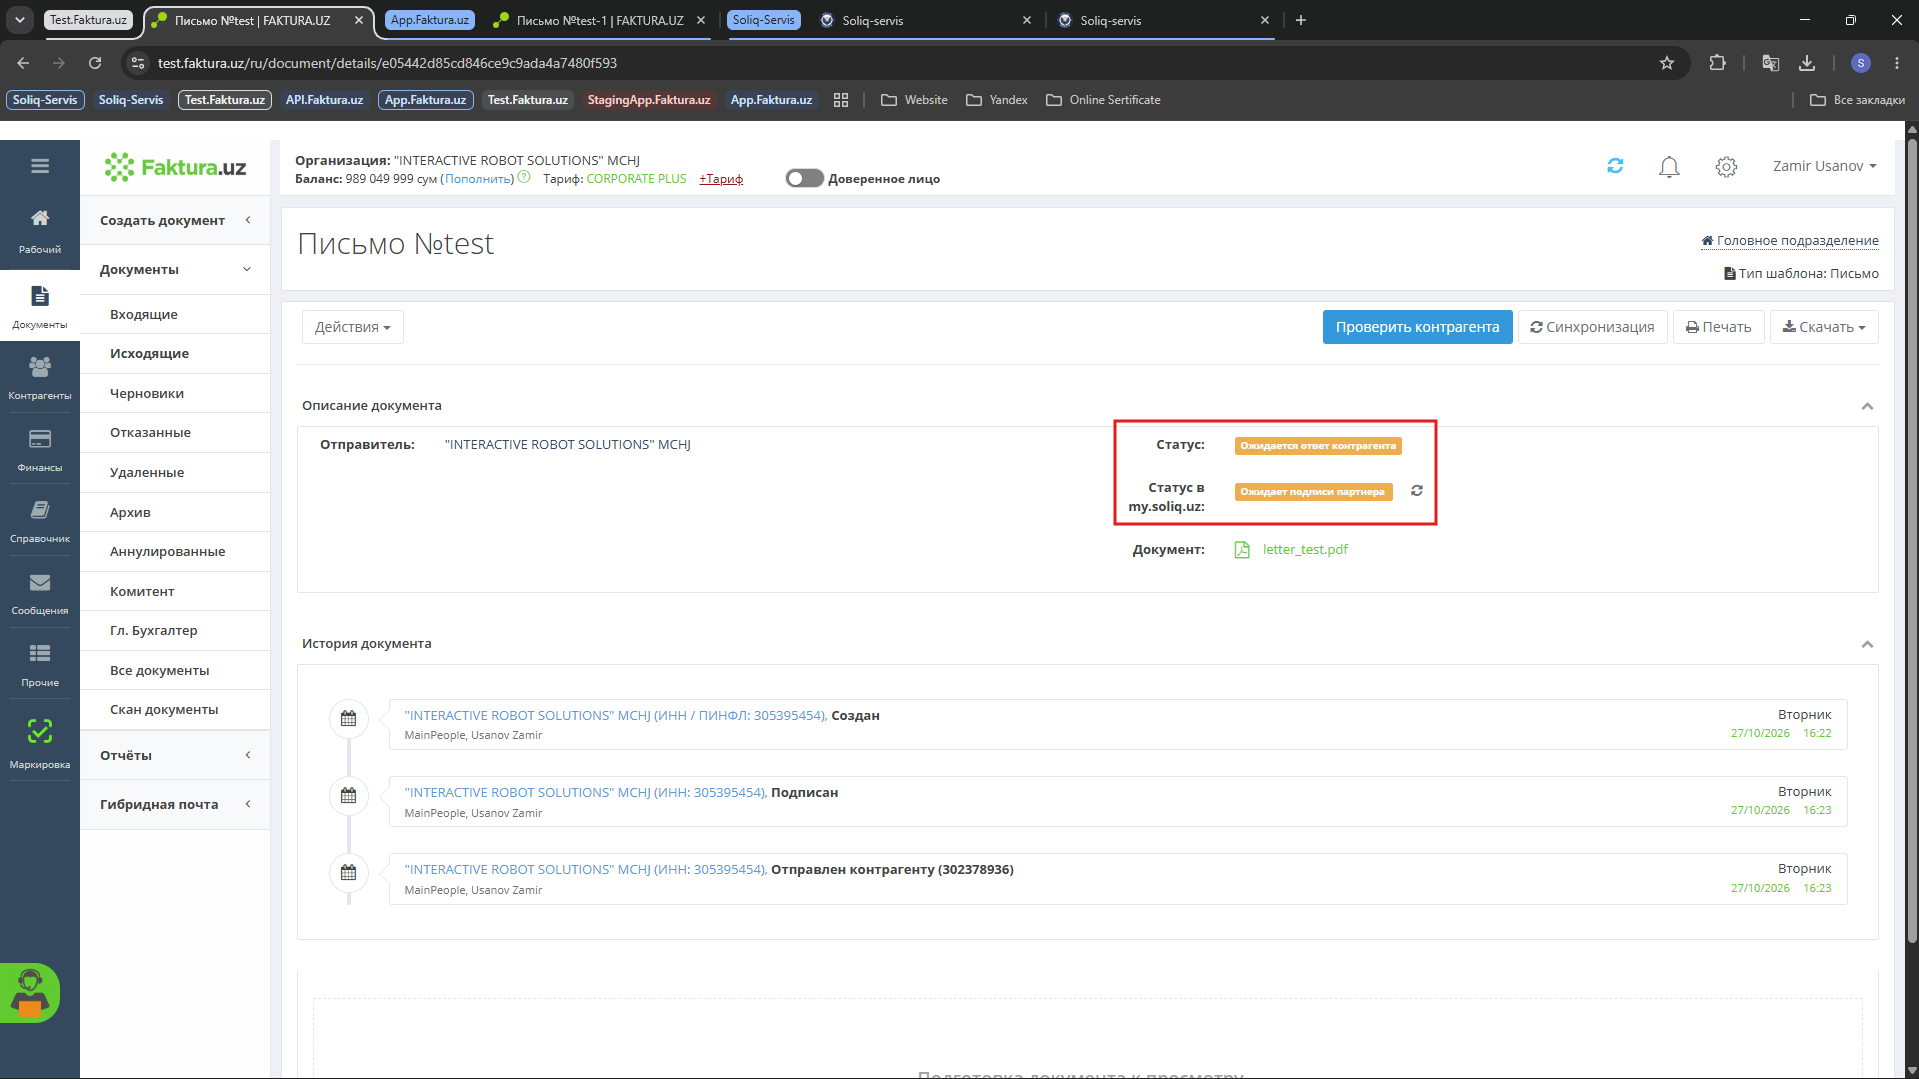 Test.Faktura.uz
Письмо №test | FAKTURA.UZ
App.Faktura.uz
Письмо №test-1 | FAKTURA.UZ
Soliq-Servis
Soliq-servis
Soliq-servis
test.faktura.uz/ru/document/details/e05442d85cd846ce9c9ada4a7480f593
S
Soliq-Servis
Soliq-Servis
Test.Faktura.uz
API.Faktura.uz
App.Faktura.uz
Test.Faktura.uz
StagingApp.Faktura.uz
App.Faktura.uz
Website
Yandex
Online Sertificate
Все закладки
Faktura.uz
Организация: "INTERACTIVE ROBOT SOLUTIONS" MCHJ
Баланс: 989 049 999 сум (Пополнить) ? Тариф: CORPORATE PLUS +Тариф
Доверенное лицо
Zamir Usanov
Рабочий
Документы
Контрагенты
Финансы
Справочник
Сообщения
Прочие
Маркировка
Создать документ
Документы
Входящие
Исходящие
Черновики
Отказанные
Удаленные
Архив
Аннулированные
Комитент
Гл. Бухгалтер
Все документы
Скан документы
Отчёты
Гибридная почта
Письмо №test
Головное подразделение
Тип шаблона: Письмо
Действия
Проверить контрагента
Синхронизация
Печать
Скачать
Описание документа
Отправитель: "INTERACTIVE ROBOT SOLUTIONS" MCHJ
Статус: Ожидается ответ контрагента
Статус в my.soliq.uz: Ожидает подписи партнера
Документ: letter_test.pdf
История документа
"INTERACTIVE ROBOT SOLUTIONS" MCHJ (ИНН / ПИНФЛ: 305395454), Создан
MainPeople, Usanov Zamir
Вторник
27/10/2026 16:22
"INTERACTIVE ROBOT SOLUTIONS" MCHJ (ИНН: 305395454), Подписан
MainPeople, Usanov Zamir
Вторник
27/10/2026 16:23
"INTERACTIVE ROBOT SOLUTIONS" MCHJ (ИНН: 305395454), Отправлен контрагенту (302378936)
MainPeople, Usanov Zamir
Вторник
27/10/2026 16:23
Подготовка документа к просмотру